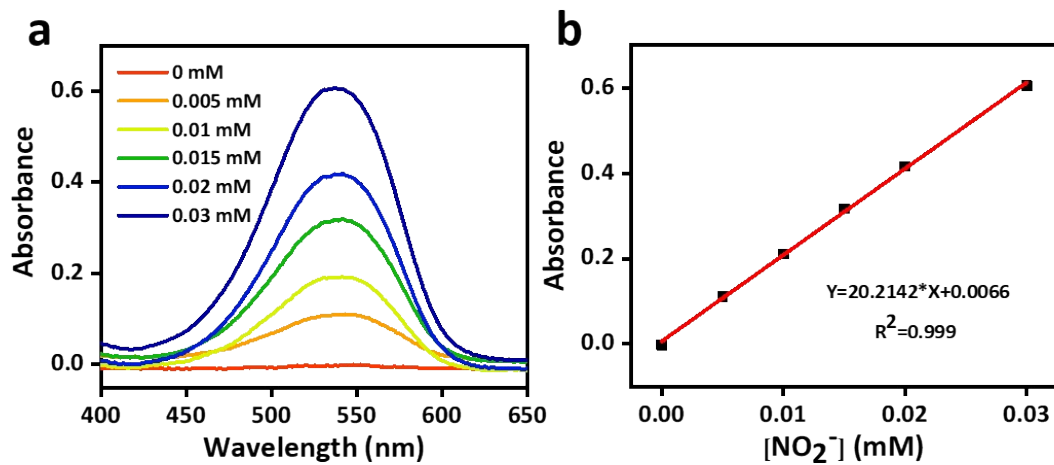 a
Absorbance
0.6
0.4
0.2
0.0
0 mM
0.005 mM
0.01 mM
0.015 mM
0.02 mM
0.03 mM
400
450
500
550
600
650
Wavelength (nm)
b
Absorbance
0.6
0.4
0.2
0.0
Y=20.2142*X+0.0066
R²=0.999
0.00
0.01
0.02
0.03
[NO₂⁻] (mM)